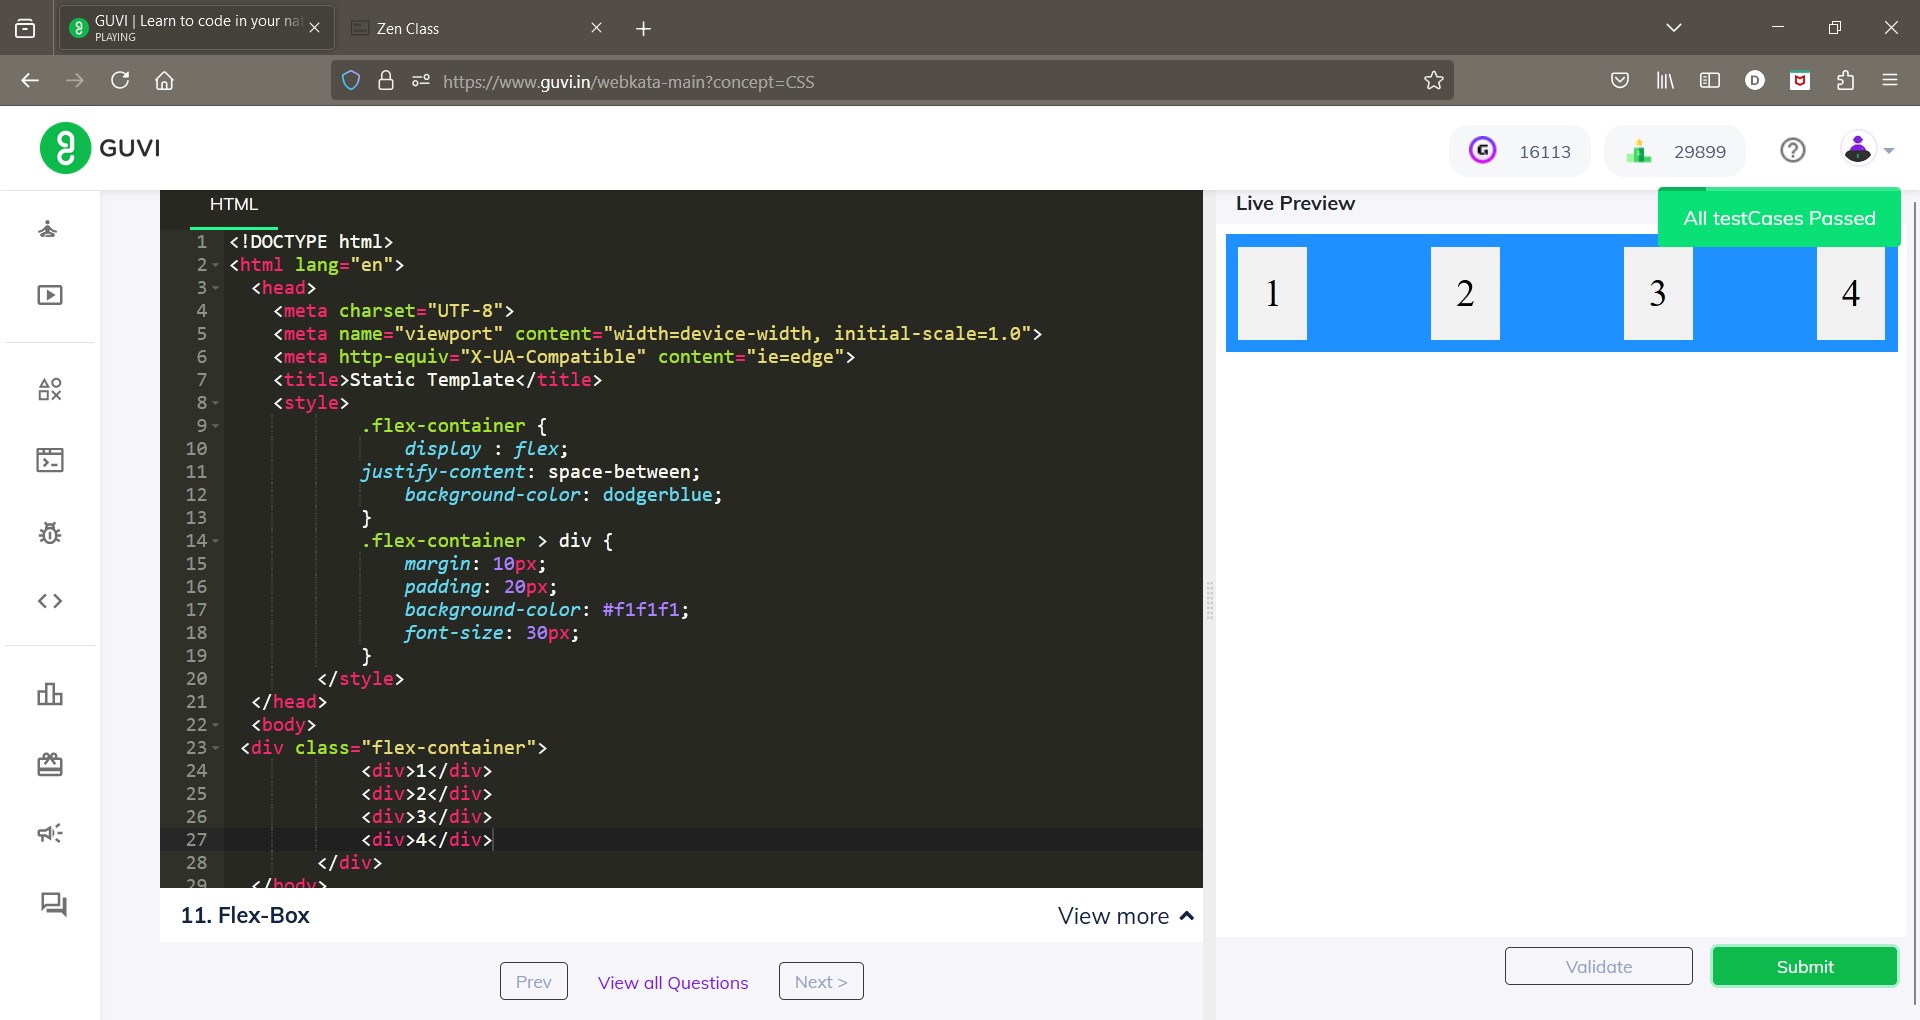 GUVI | Learn to code in your nat
PLAYING
Zen Class
https://www.guvi.in/webkata-main?concept=CSS
D
GUVI
G
16113
29899
HTML
Live Preview
All testCases Passed
1 <!DOCTYPE html>
2 <html lang="en">
3 <head>
4 <meta charset="UTF-8">
5 <meta name="viewport" content="width=device-width, initial-scale=1.0">
6 <meta http-equiv="X-UA-Compatible" content="ie=edge">
7 <title>Static Template</title>
8 <style>
9 .flex-container {
10 display : flex;
11 justify-content: space-between;
12 background-color: dodgerblue;
13 }
14 .flex-container > div {
15 margin: 10px;
16 padding: 20px;
17 background-color: #f1f1f1;
18 font-size: 30px;
19 }
20 </style>
21 </head>
22 <body>
23 <div class="flex-container">
24 <div>1</div>
25 <div>2</div>
26 <div>3</div>
27 <div>4</div>
28 </div>
29 </body>
1 2 3 4
11. Flex-Box
View more
Prev
View all Questions
Next >
Validate
Submit